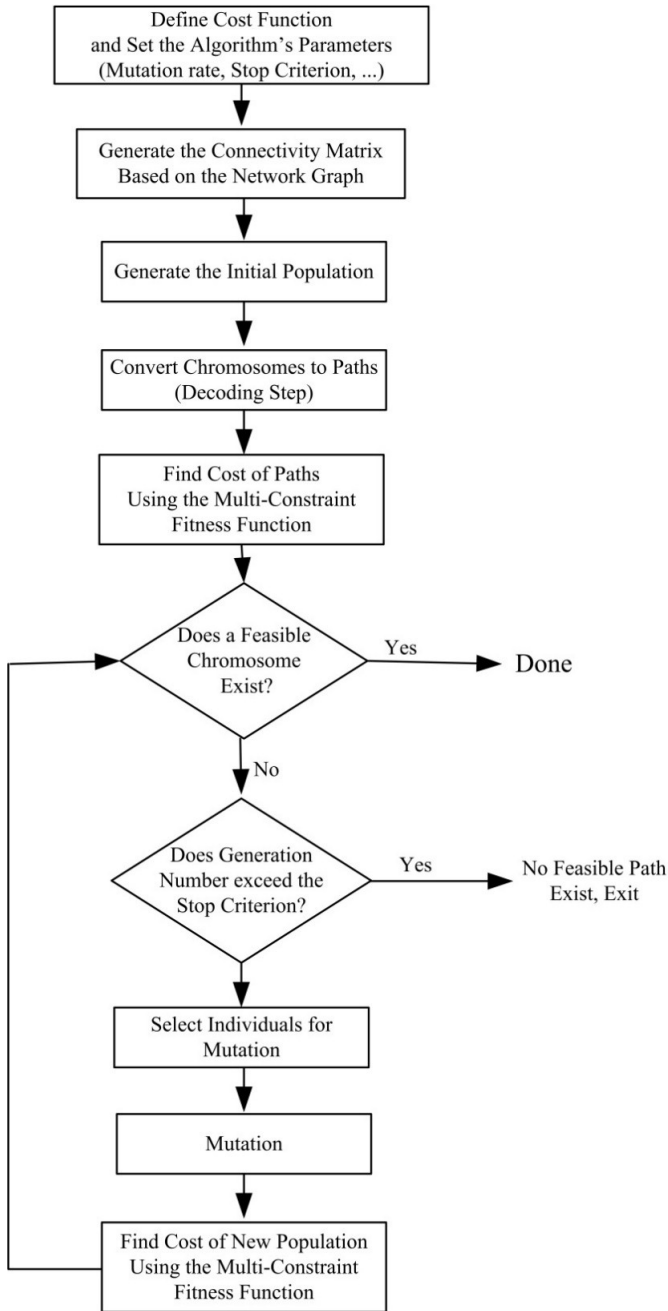 Define Cost Function
and Set the Algorithm's Parameters
(Mutation rate, Stop Criterion, ...)
Generate the Connectivity Matrix
Based on the Network Graph
Generate the Initial Population
Convert Chromosomes to Paths
(Decoding Step)
Find Cost of Paths
Using the Multi-Constraint
Fitness Function
Does a Feasible
Chromosome
Exist?
Yes
Done
No
Does Generation
Number exceed the
Stop Criterion?
Yes
No Feasible Path
Exist, Exit
Select Individuals for
Mutation
Mutation
Find Cost of New Population
Using the Multi-Constraint
Fitness Function